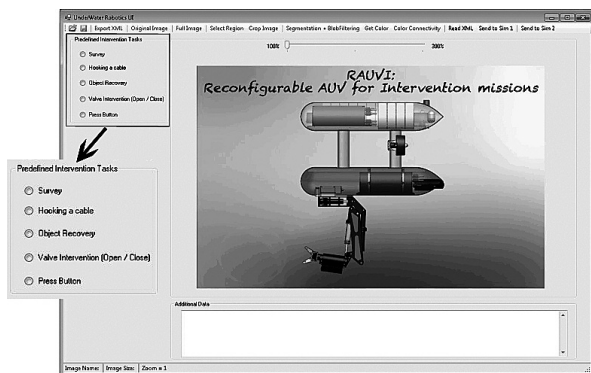 UnderWater Robotics UI
Export XML | Original Image | Full Image | Select Region Crop Image | Segmentation + BlobFiltering Get Color Color Connectivity | Read XML Send to Sim 1 | Send to Sim 2
Predefined Intervention Tasks
Survey
Hooking a cable
Object Recovery
Valve Intervention (Open / Close)
Press Button
100% 200%
RAUVI:
Reconfigurable AUV for Intervention missions
Predefined Intervention Tasks
Survey
Hooking a cable
Object Recovery
Valve Intervention (Open / Close)
Press Button
Additional Data
Image Name: | Image Size: | Zoom = 1